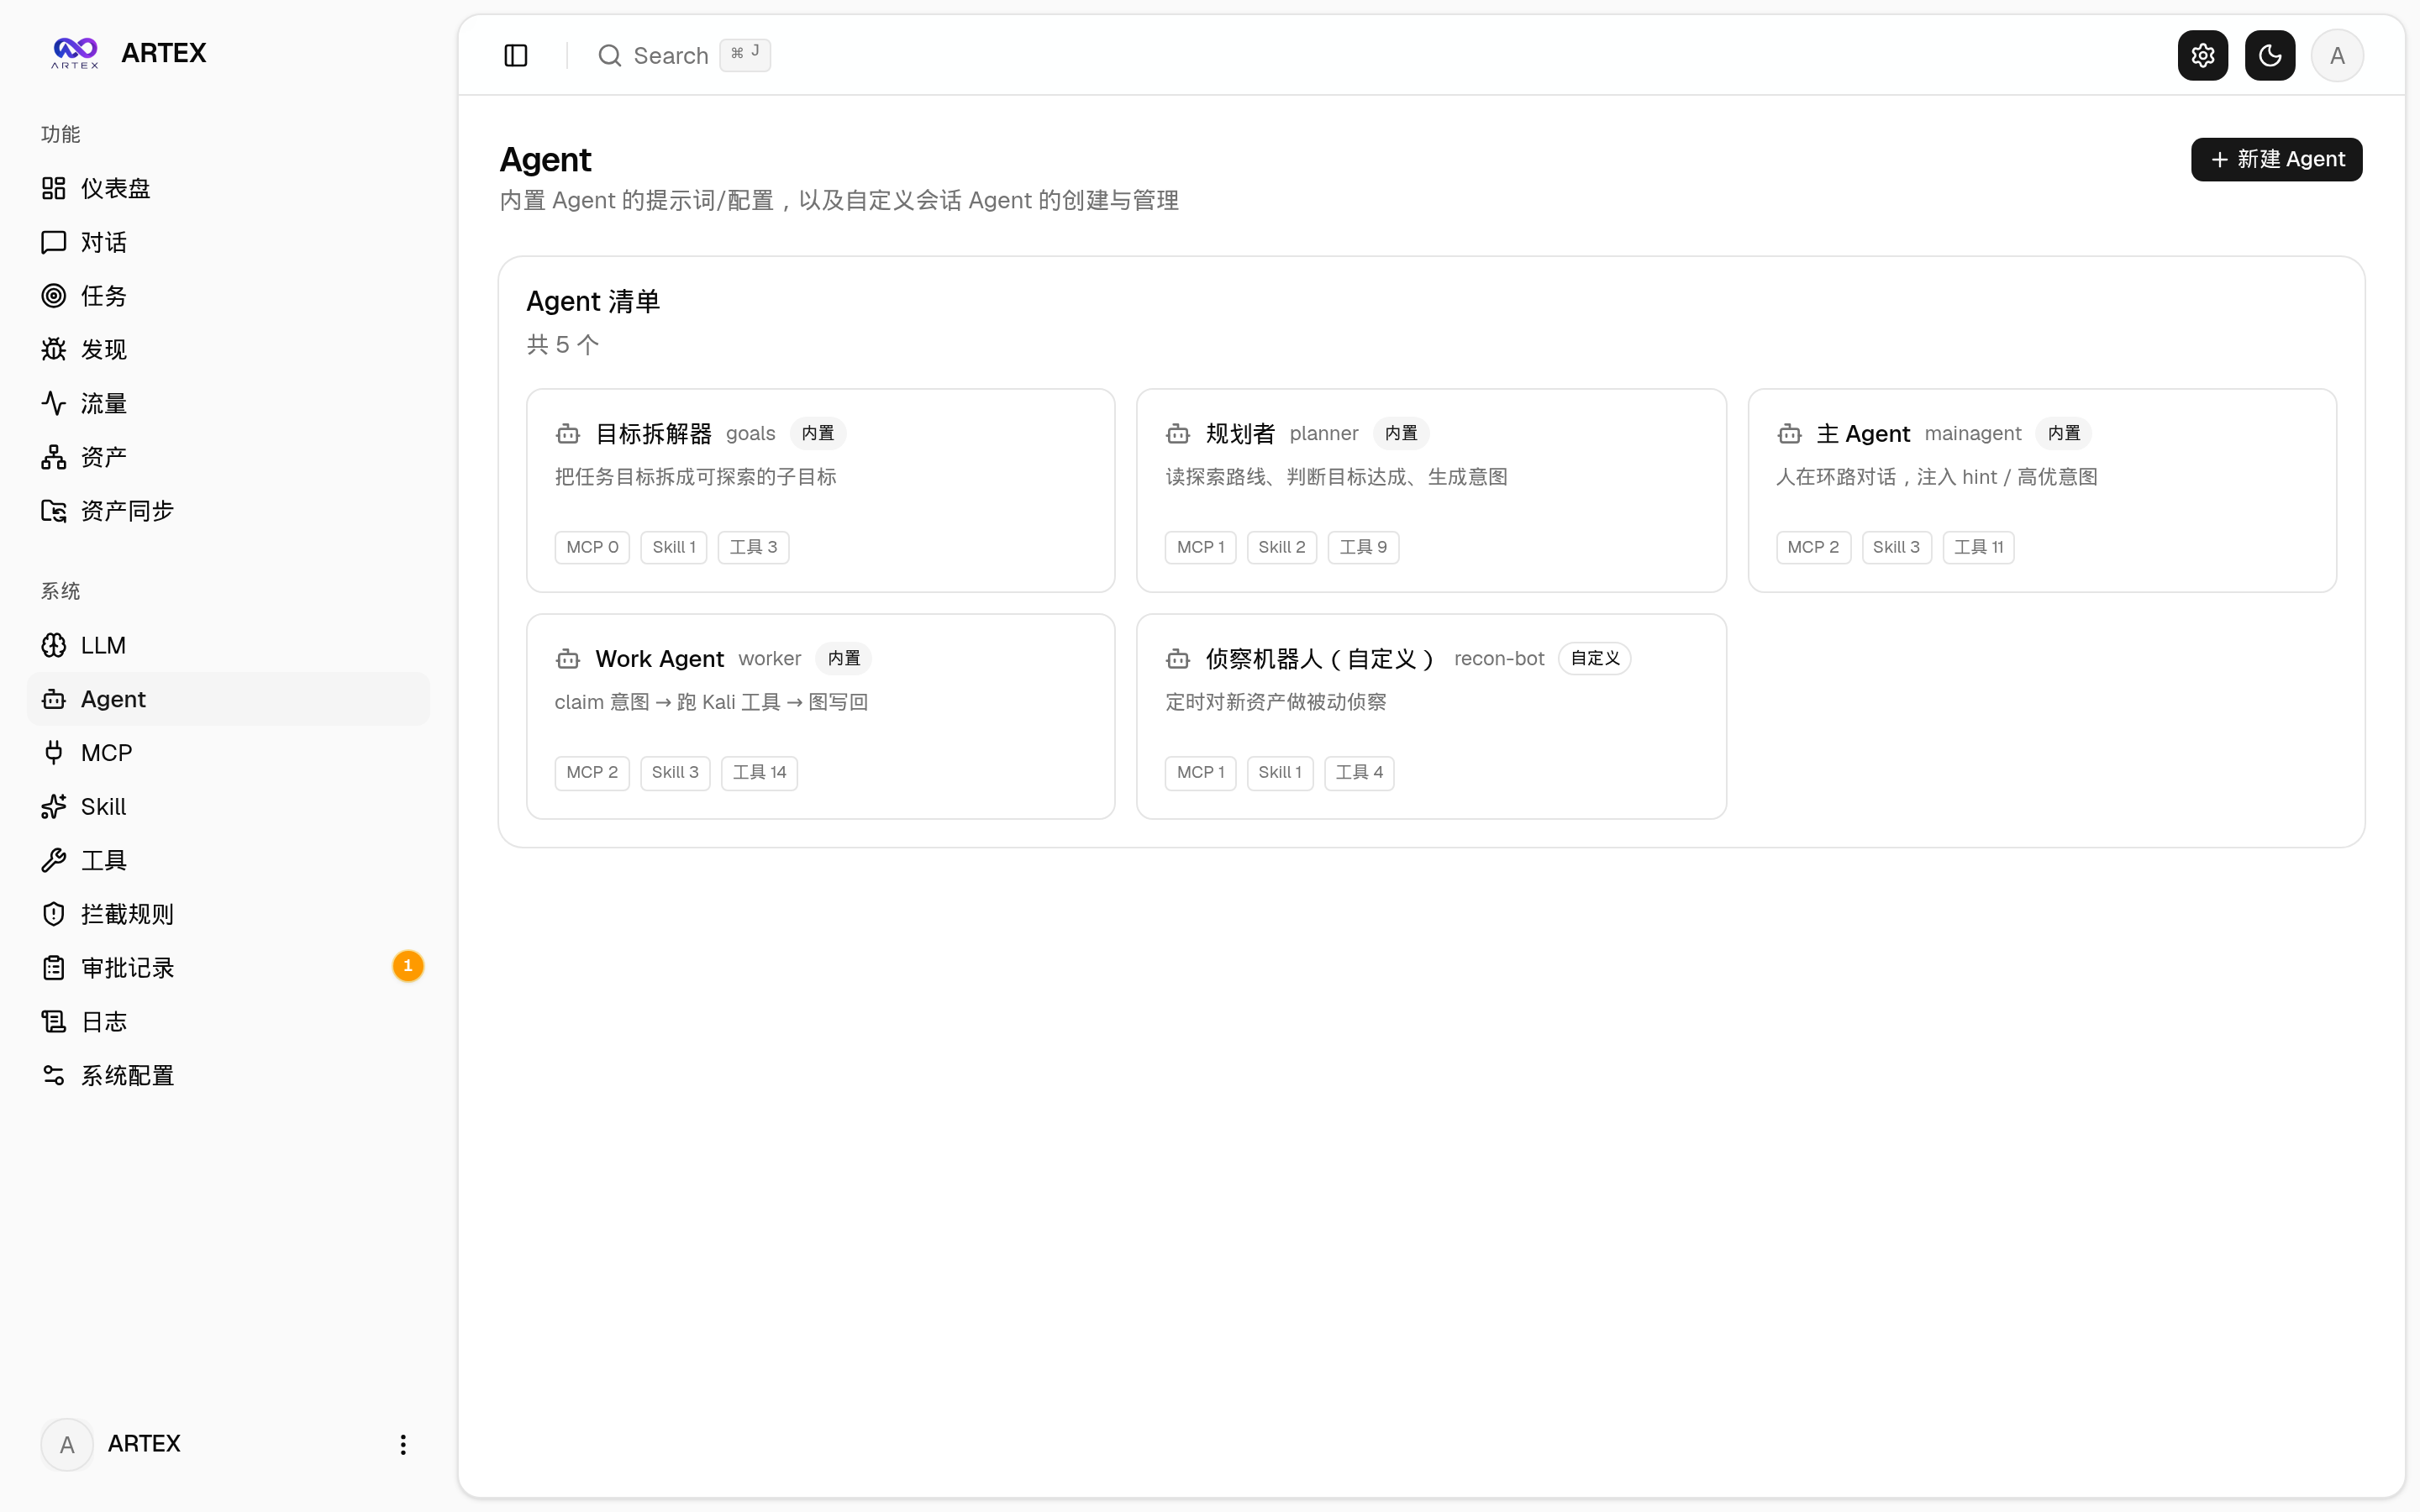 ARTEX
ARTEX
功能
仪表盘
对话
任务
发现
流量
资产
资产同步
系统
LLM
Agent
MCP
Skill
工具
拦截规则
审批记录 1
日志
系统配置
A ARTEX
Search ⌘ J
A
Agent
内置 Agent 的提示词/配置，以及自定义会话 Agent 的创建与管理
+ 新建 Agent
Agent 清单
共 5 个
目标拆解器 goals 内置
把任务目标拆成可探索的子目标
MCP 0 Skill 1 工具 3
规划者 planner 内置
读探索路线、判断目标达成、生成意图
MCP 1 Skill 2 工具 9
主 Agent mainagent 内置
人在环路对话，注入 hint / 高优意图
MCP 2 Skill 3 工具 11
Work Agent worker 内置
claim 意图 → 跑 Kali 工具 → 图写回
MCP 2 Skill 3 工具 14
侦察机器人（自定义） recon-bot 自定义
定时对新资产做被动侦察
MCP 1 Skill 1 工具 4